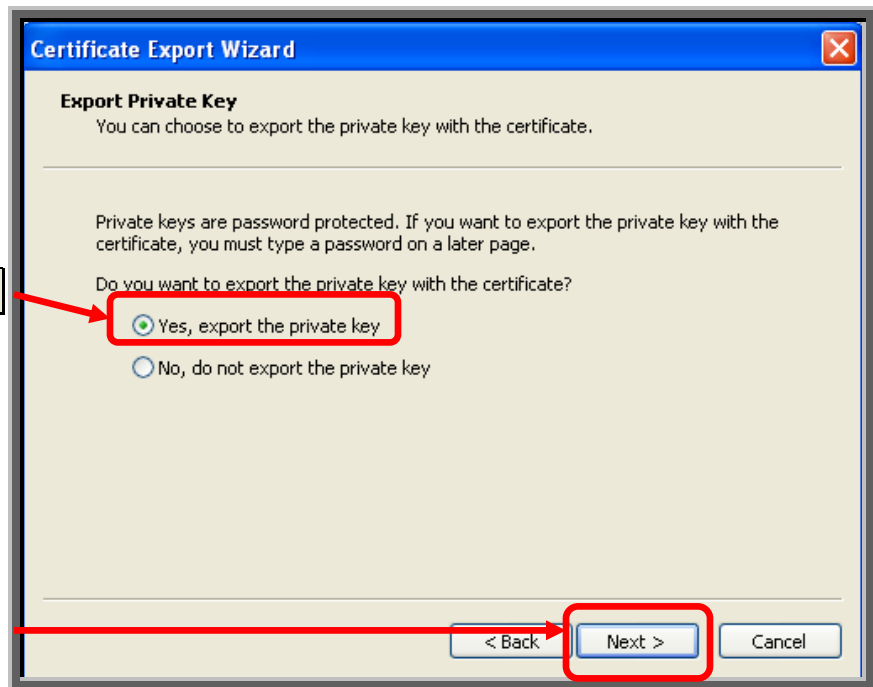 Certificate Export Wizard
Export Private Key
You can choose to export the private key with the certificate.
Private keys are password protected. If you want to export the private key with the
certificate, you must type a password on a later page.
Do you want to export the private key with the certificate?
Yes, export the private key
No, do not export the private key
< Back Next > Cancel